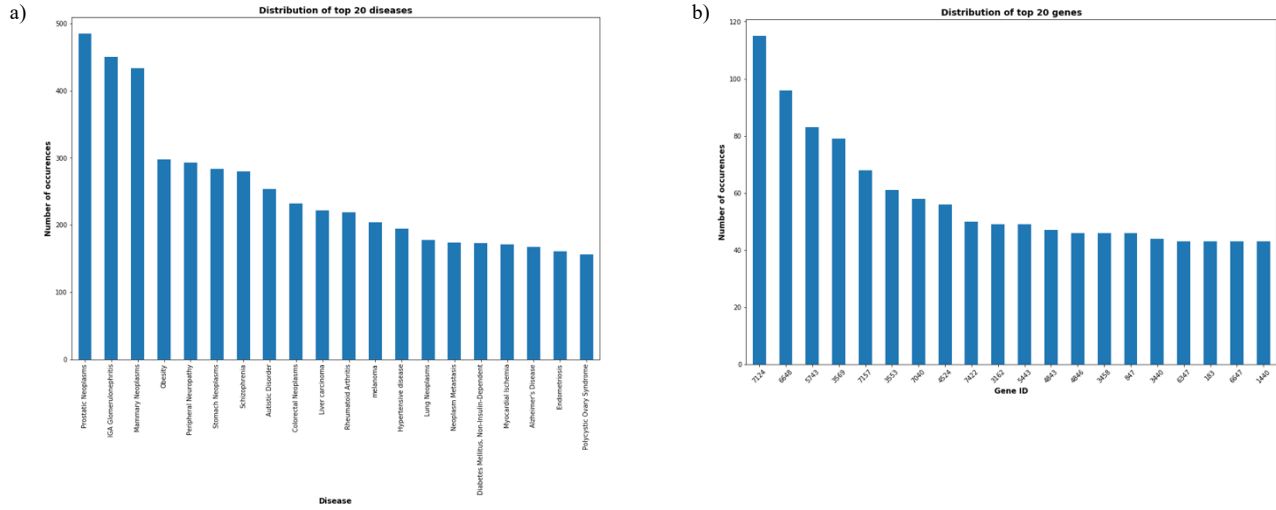 a)
Distribution of top 20 diseases
Number of occurences
500
400
300
200
100
0
Prostatic Neoplasms
IGA Glomerulonephritis
Mammary Neoplasms
Obesity
Peripheral Neuropathy
Stomach Neoplasms
Schizophrenia
Autistic Disorder
Colorectal Neoplasms
Liver carcinoma
Rheumatoid Arthritis
melanoma
Hypertensive disease
Lung Neoplasms
Neoplasm Metastasis
Diabetes Mellitus, Non-Insulin-Dependent
Myocardial Ischemia
Alzheimer's Disease
Endometriosis
Polycystic Ovary Syndrome
Disease
b)
Distribution of top 20 genes
Number of occurences
120
100
80
60
40
20
0
7124
6648
5743
3569
7157
3553
7040
4524
7422
3162
5443
4843
4846
3458
847
3440
6347
183
6647
1440
Gene ID